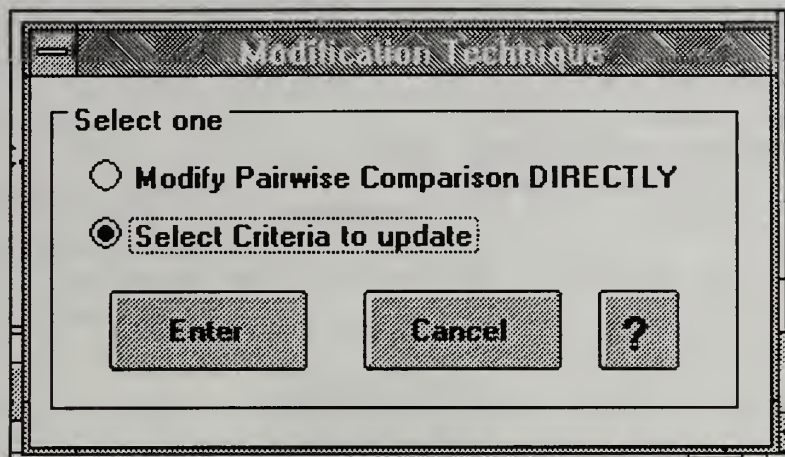 Modification Technique
Select one
Modify Pairwise Comparison DIRECTLY
Select Criteria to update
Enter Cancel ?